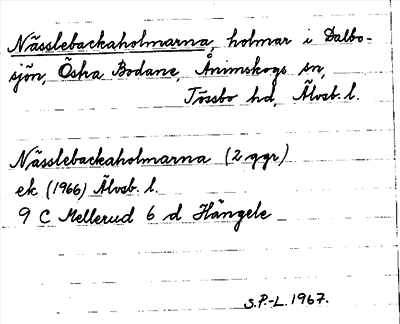 Nässlebackaholmarna, holmar i Dalbo-
sjön, Östra Bodane, Ånimskogs sn,
Tössbo hd, Älvsb. l.
Nässlebackaholmarna (2 ggr)
ek (1966) Älvsb. l.
9 C Mellerud 6 d Hängele
S.P.-L. 1967.